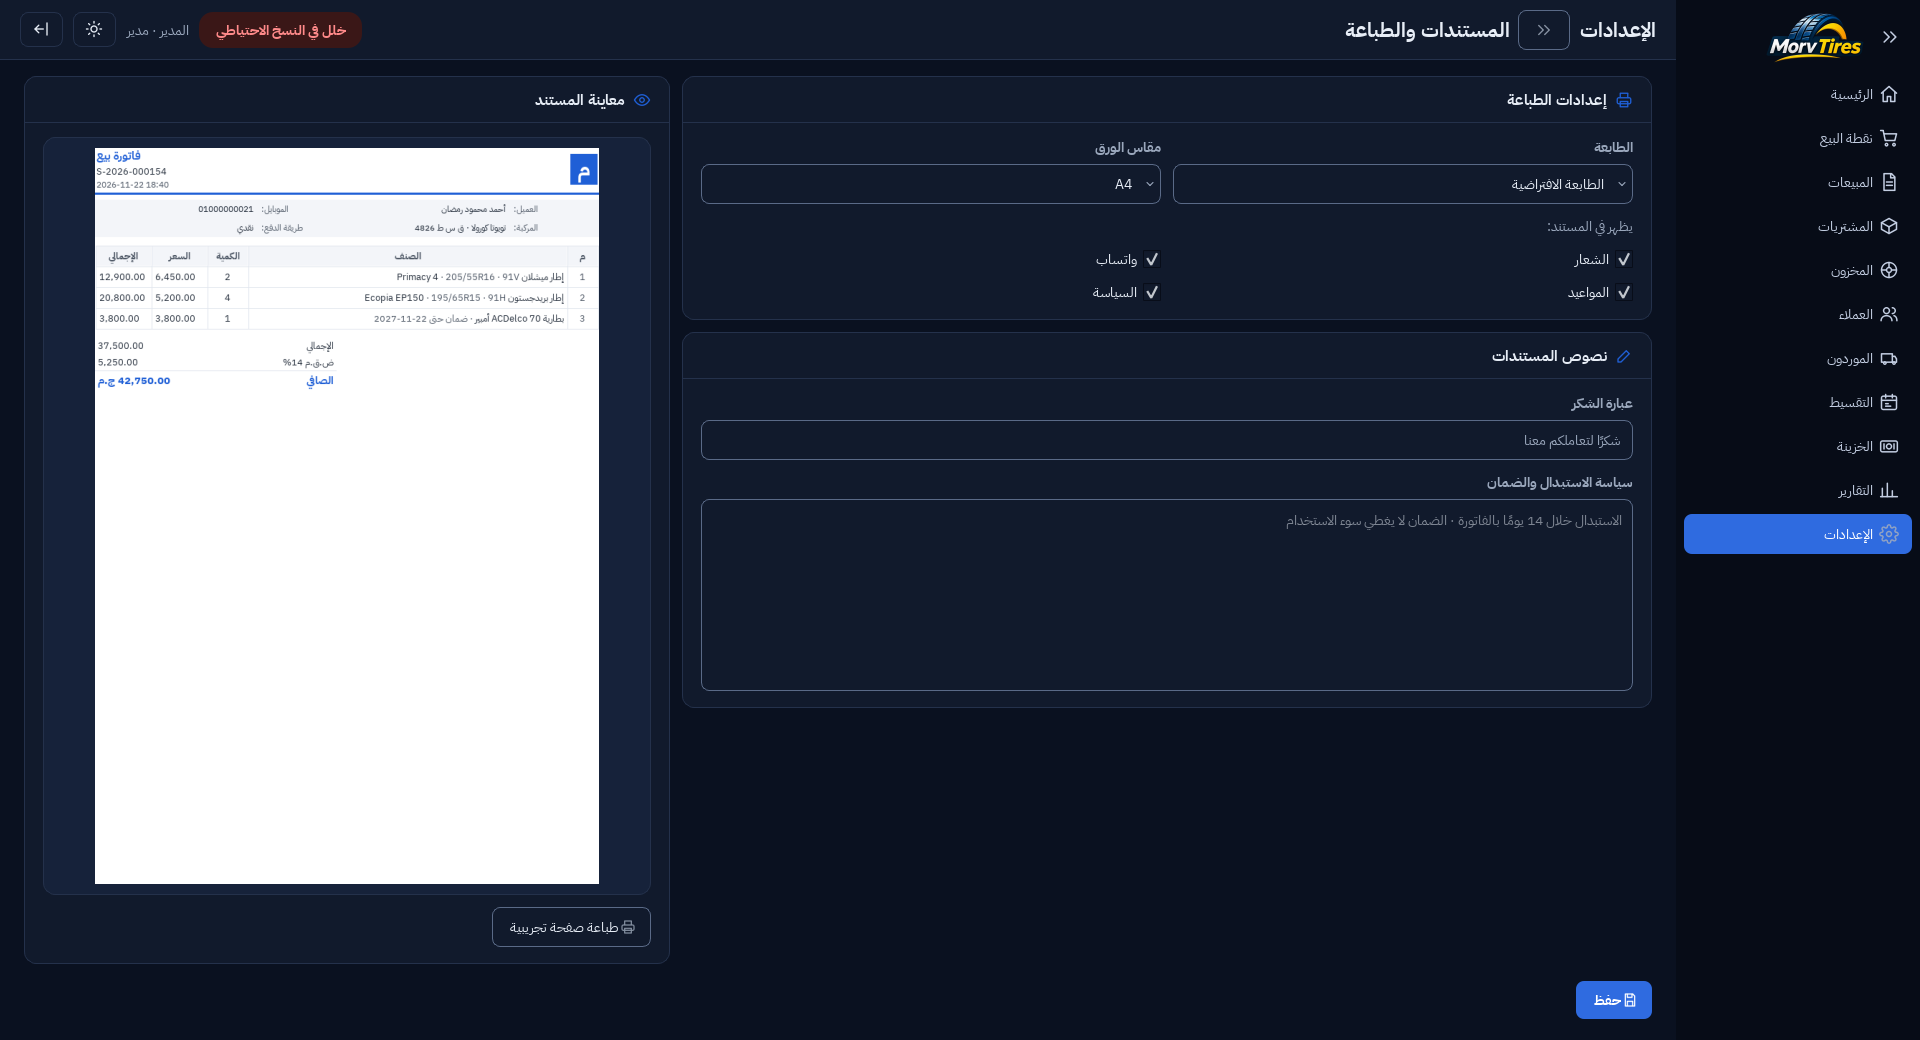 MorvTires
الرئيسية
نقطة البيع
المبيعات
المشتريات
المخزون
العملاء
الموردون
التقسيط
الخزينة
التقارير
الإعدادات
الإعدادات
المستندات والطباعة
خلل في النسخ الاحتياطي
المدير · مدير
إعدادات الطباعة
الطابعة
مقاس الورق
الطابعة الافتراضية
A4
يظهر في المستند:
الشعار
واتساب
المواعيد
السياسة
نصوص المستندات
عبارة الشكر
شكرًا لتعاملكم معنا
سياسة الاستبدال والضمان
الاستبدال خلال 14 يومًا بالفاتورة · الضمان لا يغطي سوء الاستخدام
معاينة المستند
م
فاتورة بيع
S-2026-000154
2026-11-22 18:40
العميل: أحمد محمود رمضان
الموبايل: 01000000021
المركبة: تويوتا كورولا · ق س ط 4826
طريقة الدفع: نقدي
م الصنف الكمية السعر الإجمالي
1 إطار ميشلان Primacy 4 · 205/55R16 · 91V 2 6,450.00 12,900.00
2 إطار بريدجستون Ecopia EP150 · 195/65R15 · 91H 4 5,200.00 20,800.00
3 بطارية ACDelco 70 أمبير · ضمان حتى 22-11-2027 1 3,800.00 3,800.00
الإجمالي 37,500.00
ض.ق.م 14% 5,250.00
الصافي 42,750.00 ج.م
طباعة صفحة تجريبية
حفظ